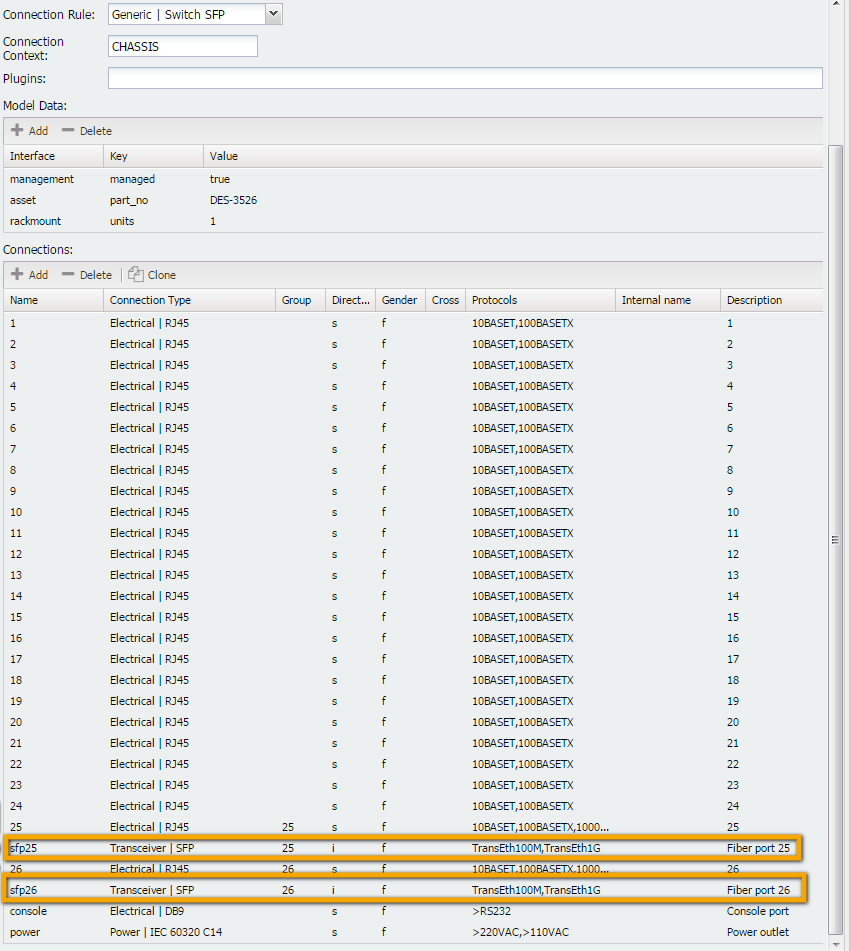 Connection Rule: Generic | Switch SFP
Connection Context: CHASSIS
Plugins:
Model Data:
Add Delete
Interface Key Value
management managed true
asset part_no DES-3526
rackmount units 1
Connections:
Add Delete Clone
Name Connection Type Group Direct... Gender Cross Protocols Internal name Description
1 Electrical | RJ45 s f 10BASET,100BASETX 1
2 Electrical | RJ45 s f 10BASET,100BASETX 2
3 Electrical | RJ45 s f 10BASET,100BASETX 3
4 Electrical | RJ45 s f 10BASET,100BASETX 4
5 Electrical | RJ45 s f 10BASET,100BASETX 5
6 Electrical | RJ45 s f 10BASET,100BASETX 6
7 Electrical | RJ45 s f 10BASET,100BASETX 7
8 Electrical | RJ45 s f 10BASET,100BASETX 8
9 Electrical | RJ45 s f 10BASET,100BASETX 9
10 Electrical | RJ45 s f 10BASET,100BASETX 10
11 Electrical | RJ45 s f 10BASET,100BASETX 11
12 Electrical | RJ45 s f 10BASET,100BASETX 12
13 Electrical | RJ45 s f 10BASET,100BASETX 13
14 Electrical | RJ45 s f 10BASET,100BASETX 14
15 Electrical | RJ45 s f 10BASET,100BASETX 15
16 Electrical | RJ45 s f 10BASET,100BASETX 16
17 Electrical | RJ45 s f 10BASET,100BASETX 17
18 Electrical | RJ45 s f 10BASET,100BASETX 18
19 Electrical | RJ45 s f 10BASET,100BASETX 19
20 Electrical | RJ45 s f 10BASET,100BASETX 20
21 Electrical | RJ45 s f 10BASET,100BASETX 21
22 Electrical | RJ45 s f 10BASET,100BASETX 22
23 Electrical | RJ45 s f 10BASET,100BASETX 23
24 Electrical | RJ45 s f 10BASET,100BASETX 24
25 Electrical | RJ45 25 s f 10BASET,100BASETX,1000... 25
sfp25 Transceiver | SFP 25 i f TransEth100M,TransEth1G Fiber port 25
26 Electrical | RJ45 26 s f 10BASET,100BASETX,1000... 26
sfp26 Transceiver | SFP 26 i f TransEth100M,TransEth1G Fiber port 26
console Electrical | DB9 s f >RS232 Console port
power Power | IEC 60320 C14 s f >220VAC,>110VAC Power outlet